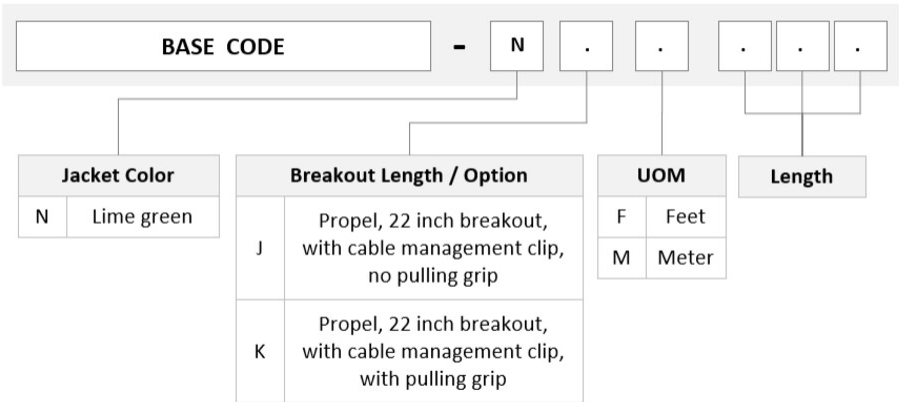 BASE CODE - N . . . . .
Jacket Color
N Lime green
Breakout Length / Option
J Propel, 22 inch breakout,
with cable management clip,
no pulling grip
K Propel, 22 inch breakout,
with cable management clip,
with pulling grip
UOM
F Feet
M Meter
Length